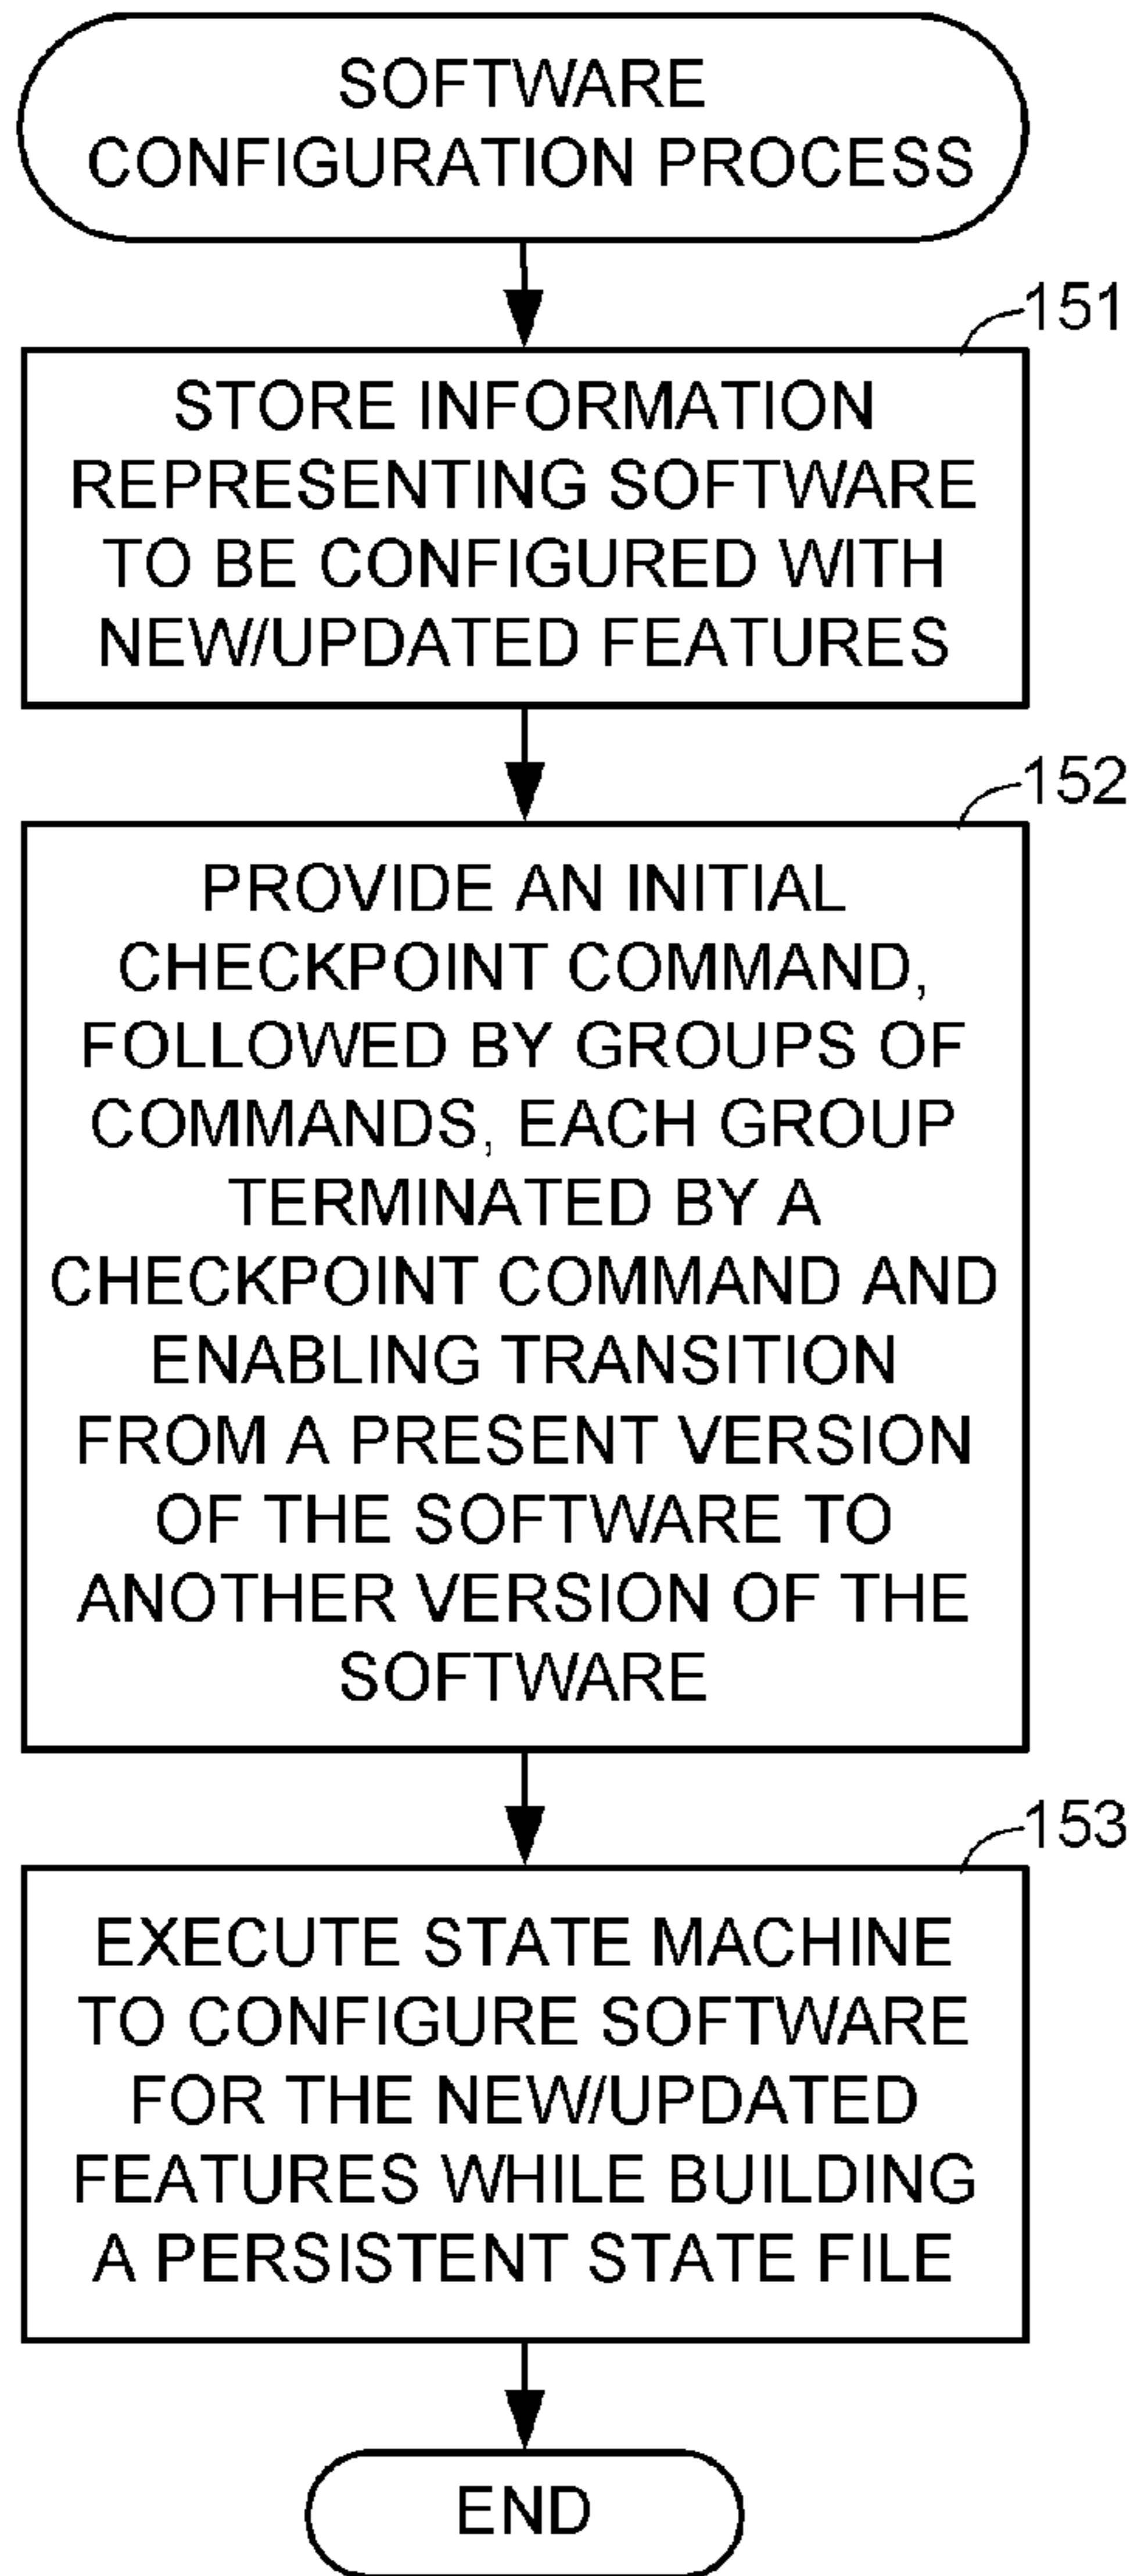 SOFTWARE
CONFIGURATION PROCESS
151
STORE INFORMATION
REPRESENTING SOFTWARE
TO BE CONFIGURED WITH
NEW/UPDATED FEATURES
152
PROVIDE AN INITIAL
CHECKPOINT COMMAND,
FOLLOWED BY GROUPS OF
COMMANDS, EACH GROUP
TERMINATED BY A
CHECKPOINT COMMAND AND
ENABLING TRANSITION
FROM A PRESENT VERSION
OF THE SOFTWARE TO
ANOTHER VERSION OF THE
SOFTWARE
153
EXECUTE STATE MACHINE
TO CONFIGURE SOFTWARE
FOR THE NEW/UPDATED
FEATURES WHILE BUILDING
A PERSISTENT STATE FILE
END